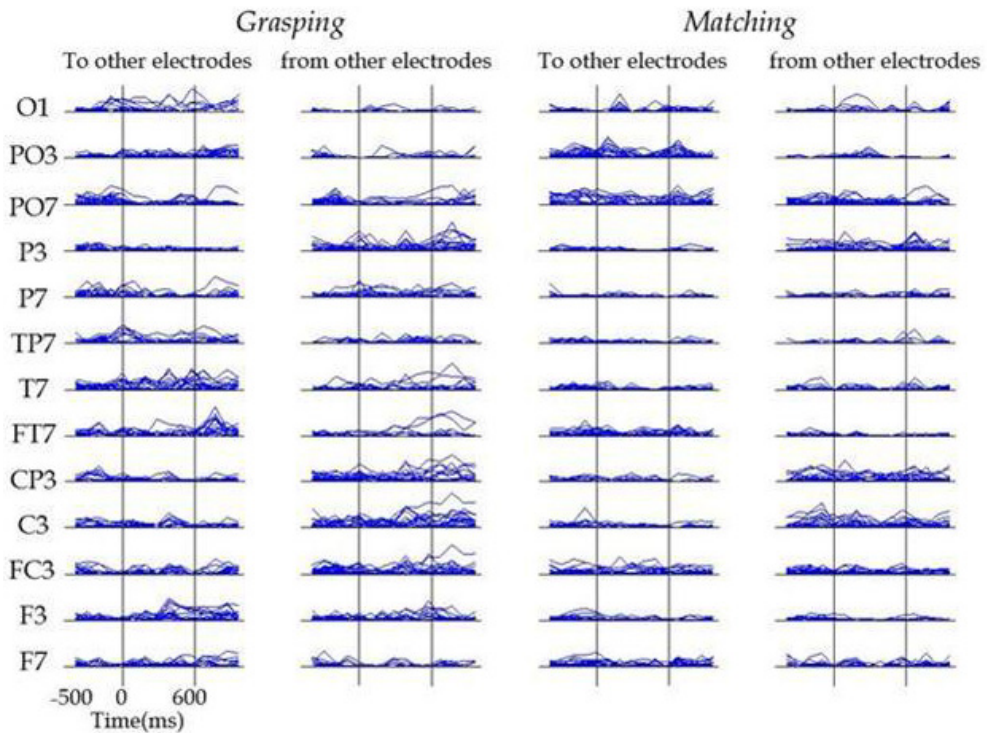 Grasping Matching
To other electrodes from other electrodes To other electrodes from other electrodes
O1
PO3
PO7
P3
P7
TP7
T7
FT7
CP3
C3
FC3
F3
F7
-500 0 600
Time(ms)